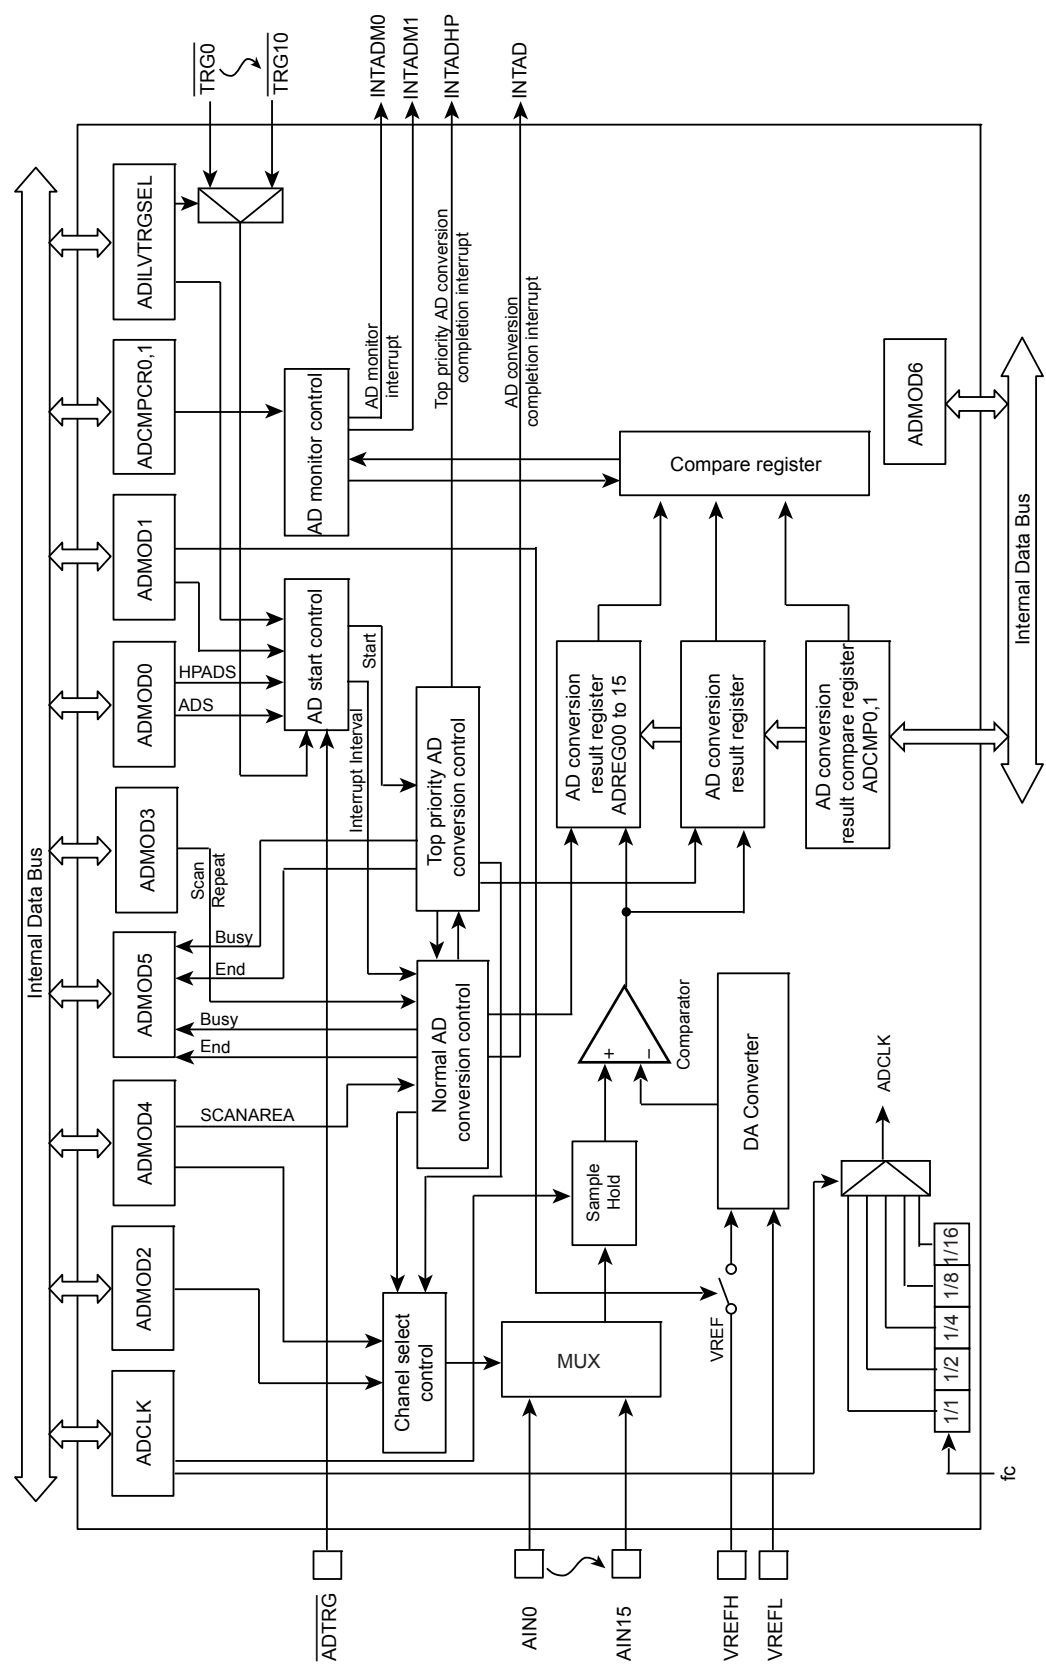 Internal Data Bus
ADCLK
ADMOD2
ADMOD4
ADMOD5
ADMOD3
ADMOD0
ADMOD1
ADCMPCR0,1
ADILVTRGSEL
TRG0
TRG10
SCANAREA
End
Busy
End
Busy
Scan
Repeat
ADS
HPADS
ADTRG
Chanel select
control
Normal AD
conversion control
Top priority AD
conversion control
Interrupt Interval
Start
AD start control
AD monitor control
AD monitor
interrupt
INTADM0
INTADM1
Top priority AD conversion
completion interrupt
INTADHP
AD conversion
completion interrupt
INTAD
AIN0
AIN15
MUX
Sample
Hold
+
−
Comparator
AD conversion
result register
ADREG00 to 15
AD conversion
result register
AD conversion
result compare register
ADCMP0,1
Compare register
VREFH
VREFL
VREF
DA Converter
fc
1/1
1/2
1/4
1/8
1/16
ADCLK
ADMOD6
Internal Data Bus